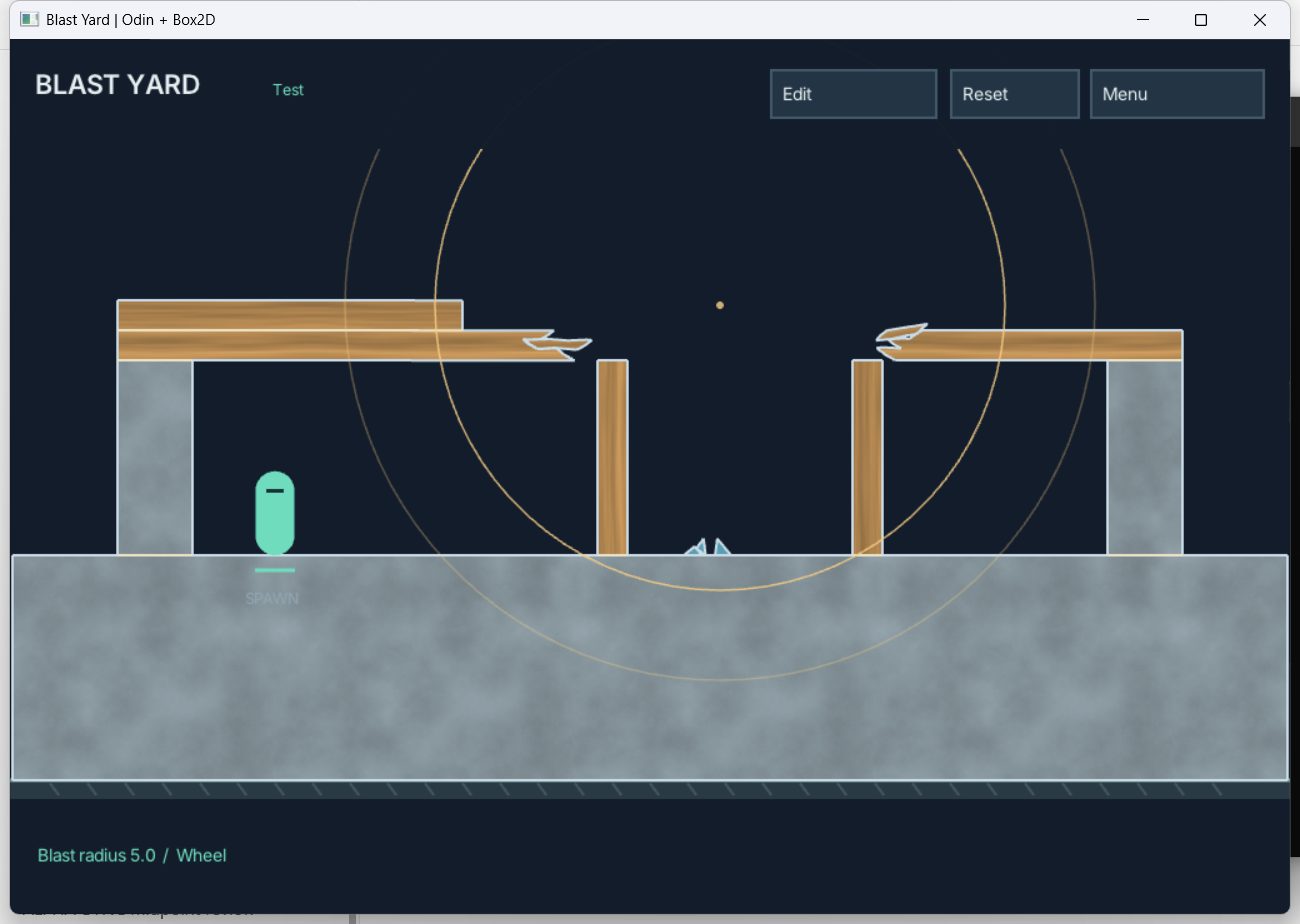 Blast Yard | Odin + Box2D
BLAST YARD
Test
Edit
Reset
Menu
SPAWN
Blast radius 5.0 / Wheel